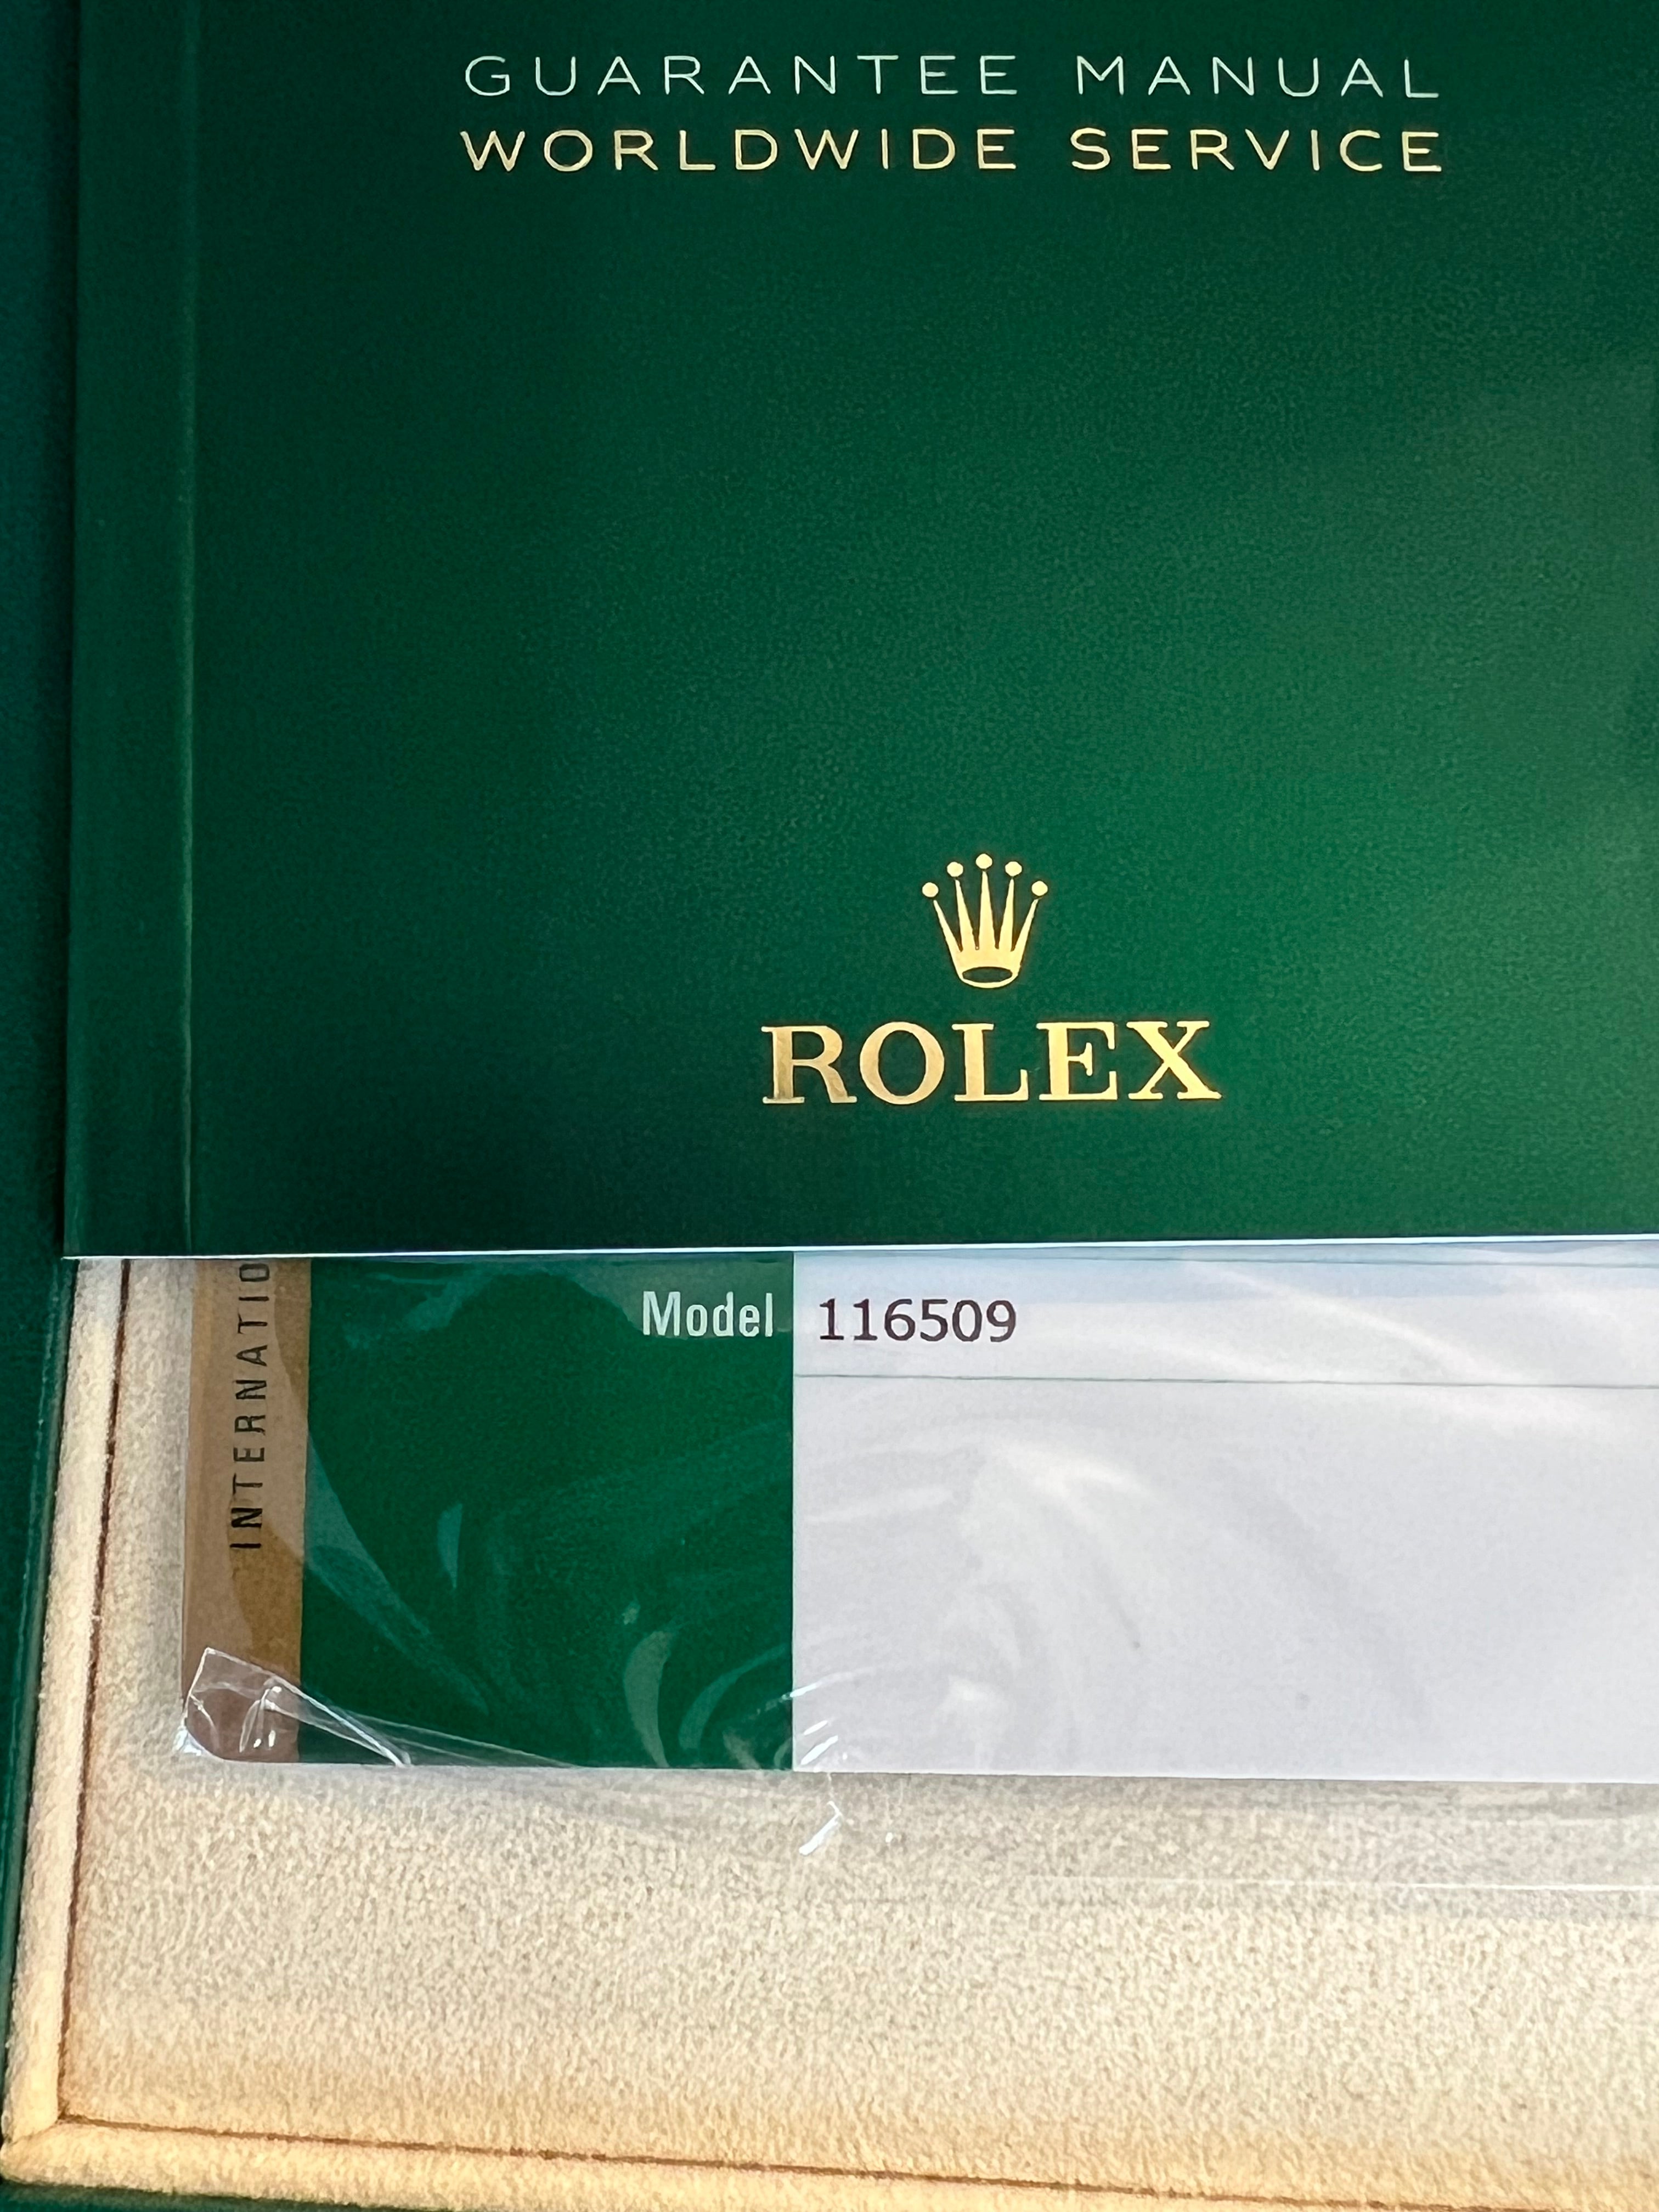 GUARANTEE MANUAL
WORLDWIDE SERVICE
ROLEX
Model 116509
INTERNATIO